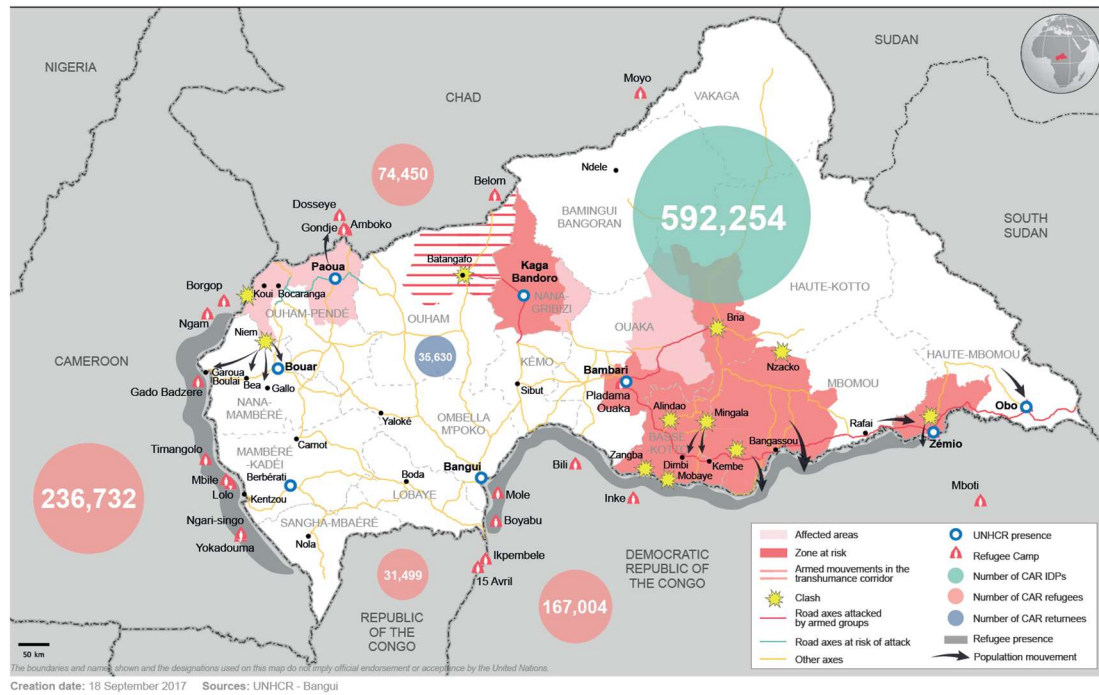 NIGERIA
SUDAN
CHAD
Moyo
VAKAGA
74,450
Ndele
592,254
Belom
Dosseye
Gondje
Amboko
BAMINGUI
BANGORAN
SOUTH
SUDAN
Paoua
Batangafo
Kaga
Bandoro
Borgop
Koui
Bocaranga
OUHAM-PENDÉ
NANA-
GRIBIZI
HAUTE-KOTTO
Ngam
OUHAM
OUAKA
Bria
Niem
CAMEROON
35,630
KÉMO
Nzacko
HAUTE-MBOMOU
Bouar
Garoua
Boulai
Bea
Gallo
Bambari
Sibut
MBOMOU
Gado Badzere
Pladama
Ouaka
NANA-
MAMBÉRÉ
Obo
Alindao
Mingala
Yaloké
OMBELLA
M'POKO
Rafai
BASSE-
KOTTO
Bangassou
Zémio
Carnot
Timangolo
MAMBÉRÉ
-KADÉI
Zangba
Dimbi
Kembe
Bangui
Bili
Mobaye
Mbile
Berbérati
Boda
Mboti
236,732
Lolo
Kentzou
LOBAYE
Mole
Inke
Ngari-singo
Boyabu
SANGHA-MBAÉRÉ
Yokadouma
Nola
Ikpembele
DEMOCRATIC
REPUBLIC OF
THE CONGO
31,499
15 Avril
167,004
REPUBLIC
OF THE
CONGO
Affected areas
Zone at risk
Armed mouvements in the
transhumance corridor
Clash
Road axes attacked
by armed groups
Road axes at risk of attack
Other axes
UNHCR presence
Refugee Camp
Number of CAR IDPs
Number of CAR refugees
Number of CAR returnees
Refugee presence
Population movement
50 km
The boundaries and names shown and the designations used on this map do not imply official endorsement or acceptance by the United Nations.
Creation date: 18 September 2017 Sources: UNHCR - Bangui